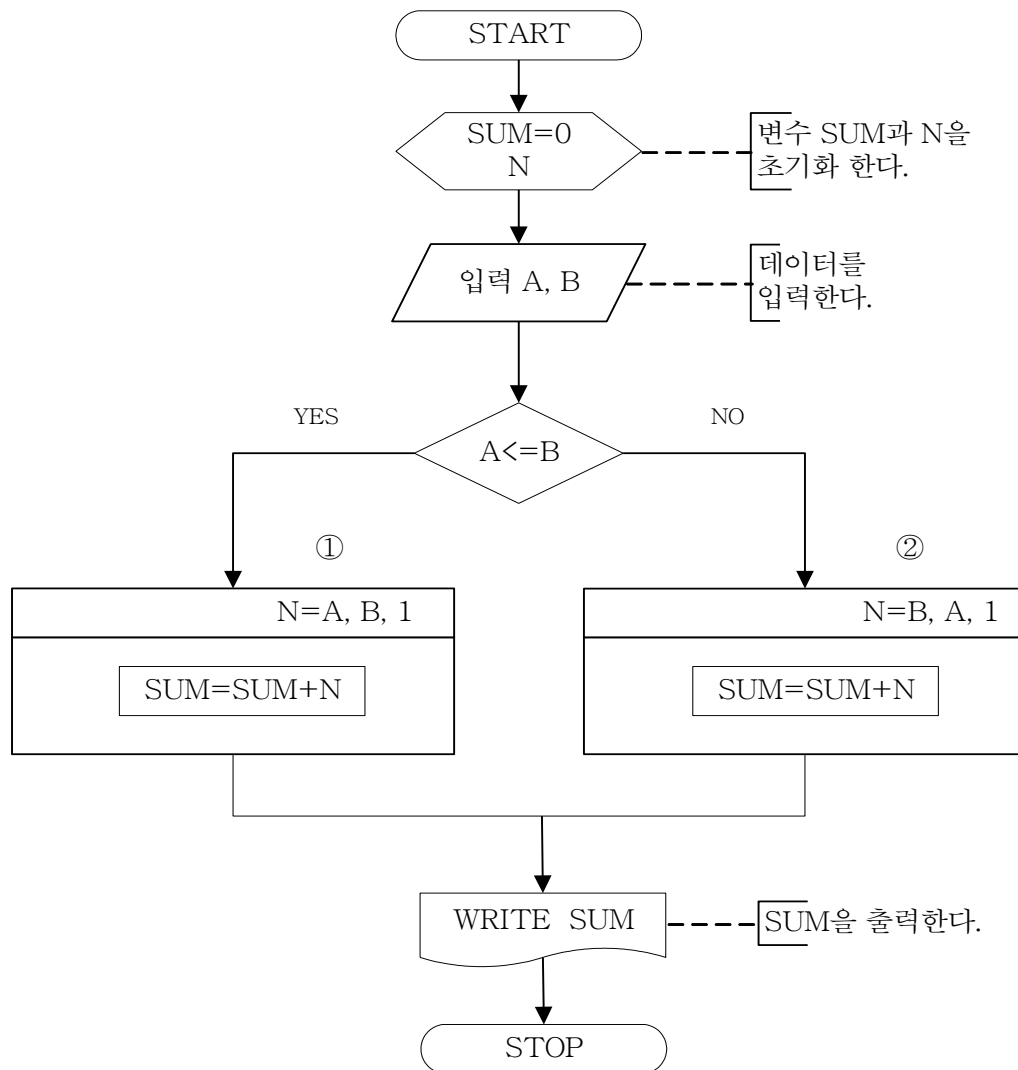 START
SUM=0
N
변수 SUM과 N을
초기화 한다.
입력 A, B
데이터를
입력한다.
YES
NO
A<=B
①
②
N=A, B, 1
N=B, A, 1
SUM=SUM+N
SUM=SUM+N
WRITE SUM
SUM을 출력한다.
STOP